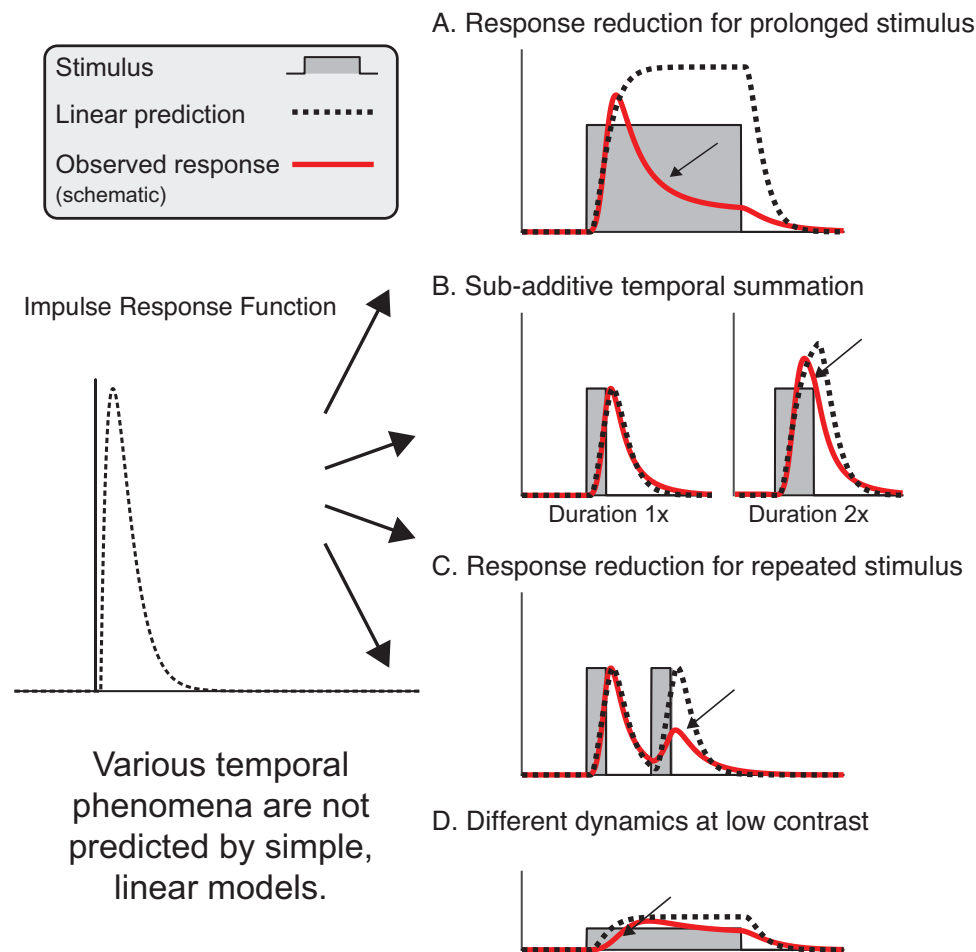 Stimulus
Linear prediction
Observed response
(schematic)
Impulse Response Function
Various temporal
phenomena are not
predicted by simple,
linear models.
A. Response reduction for prolonged stimulus
B. Sub-additive temporal summation
Duration 1x
Duration 2x
C. Response reduction for repeated stimulus
D. Different dynamics at low contrast